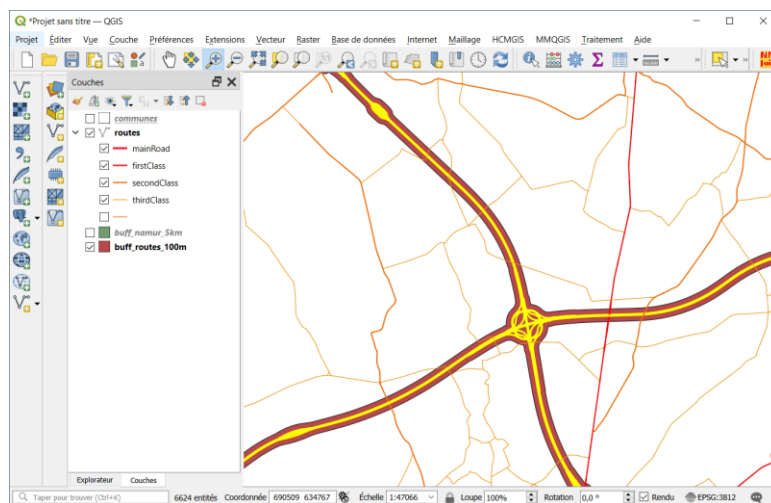 *Projet sans titre — QGIS
Projet Éditer Vue Couche Préférences Extensions Vecteur Raster Base de données Internet Maillage HCMGIS MMQGIS Traitement Aide
Couches
communes
routes
mainRoad
firstClass
secondClass
thirdClass
buff_namur_5km
buff_routes_100m
Explorateur Couches
Taper pour trouver (Ctrl+K) 6624 entités Coordonnée 690509 634767 Échelle 1:47066 Loupe 100% Rotation 0,0 ° Rendu EPSG:3812